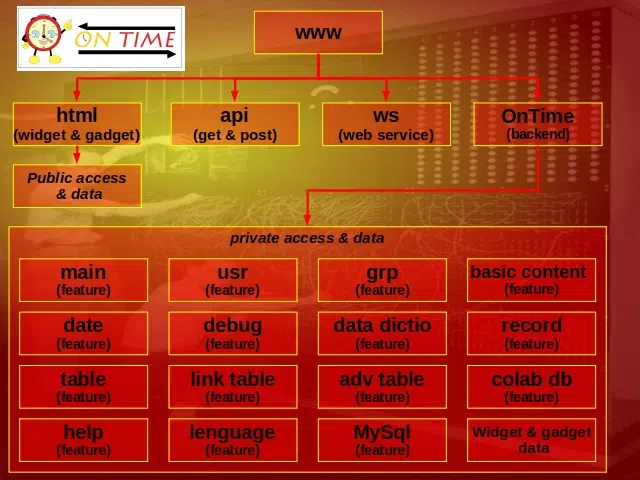 ON TIME
www
html
(widget & gadget)
api
(get & post)
ws
(web service)
OnTime
(backend)
Public access
& data
private access & data
main
(feature)
usr
(feature)
grp
(feature)
basic content
(feature)
date
(feature)
debug
(feature)
data dictio
(feature)
record
(feature)
table
(feature)
link table
(feature)
adv table
(feature)
colab db
(feature)
help
(feature)
lenguage
(feature)
MySql
(feature)
Widget & gadget
data